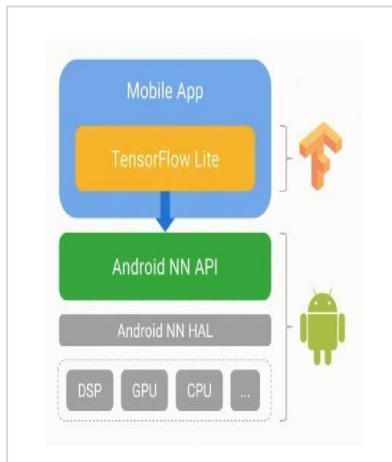 Mobile App
TensorFlow Lite
Android NN API
Android NN HAL
DSP GPU CPU ...